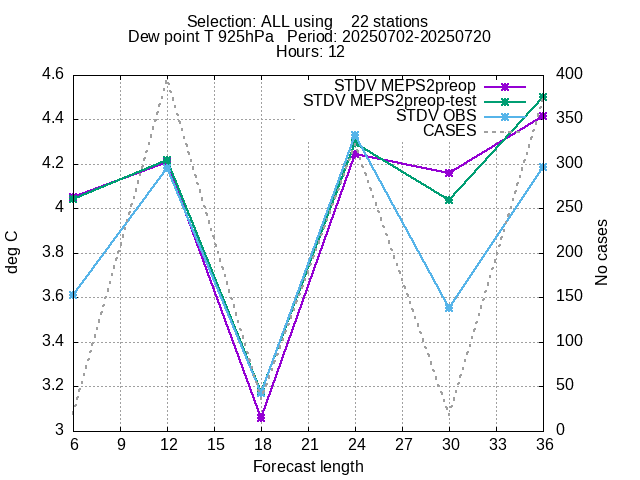 Selection: ALL using    22 stations
Dew point T 925hPa   Period: 20250702-20250720
Hours: 12
STDV MEPS2preop
STDV MEPS2preop-test
STDV OBS
CASES
4.6
4.4
4.2
4
3.8
3.6
3.4
3.2
3
deg C
400
350
300
250
200
150
100
50
0
No cases
6 9 12 15 18 21 24 27 30 33 36
Forecast length